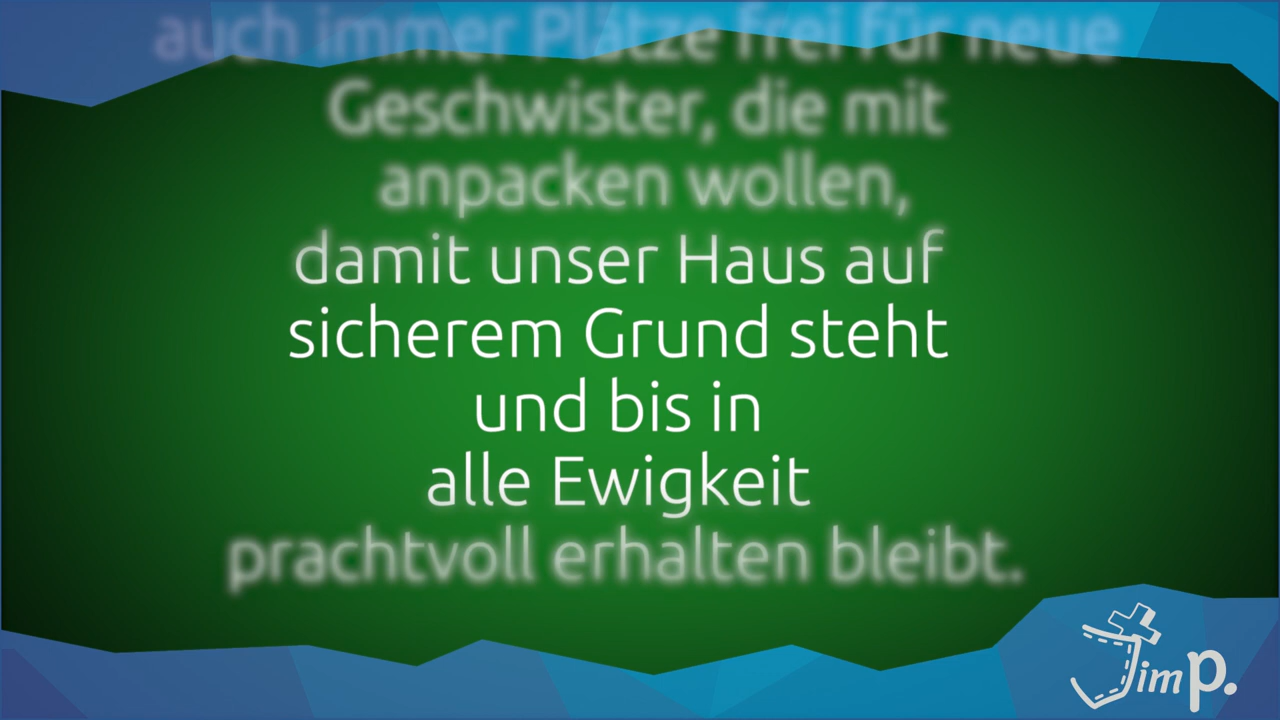 auch immer Plätze frei für neue
Geschwister, die mit
anpacken wollen,
damit unser Haus auf
sicherem Grund steht
und bis in
alle Ewigkeit
prachtvoll erhalten bleibt.
Jim P.